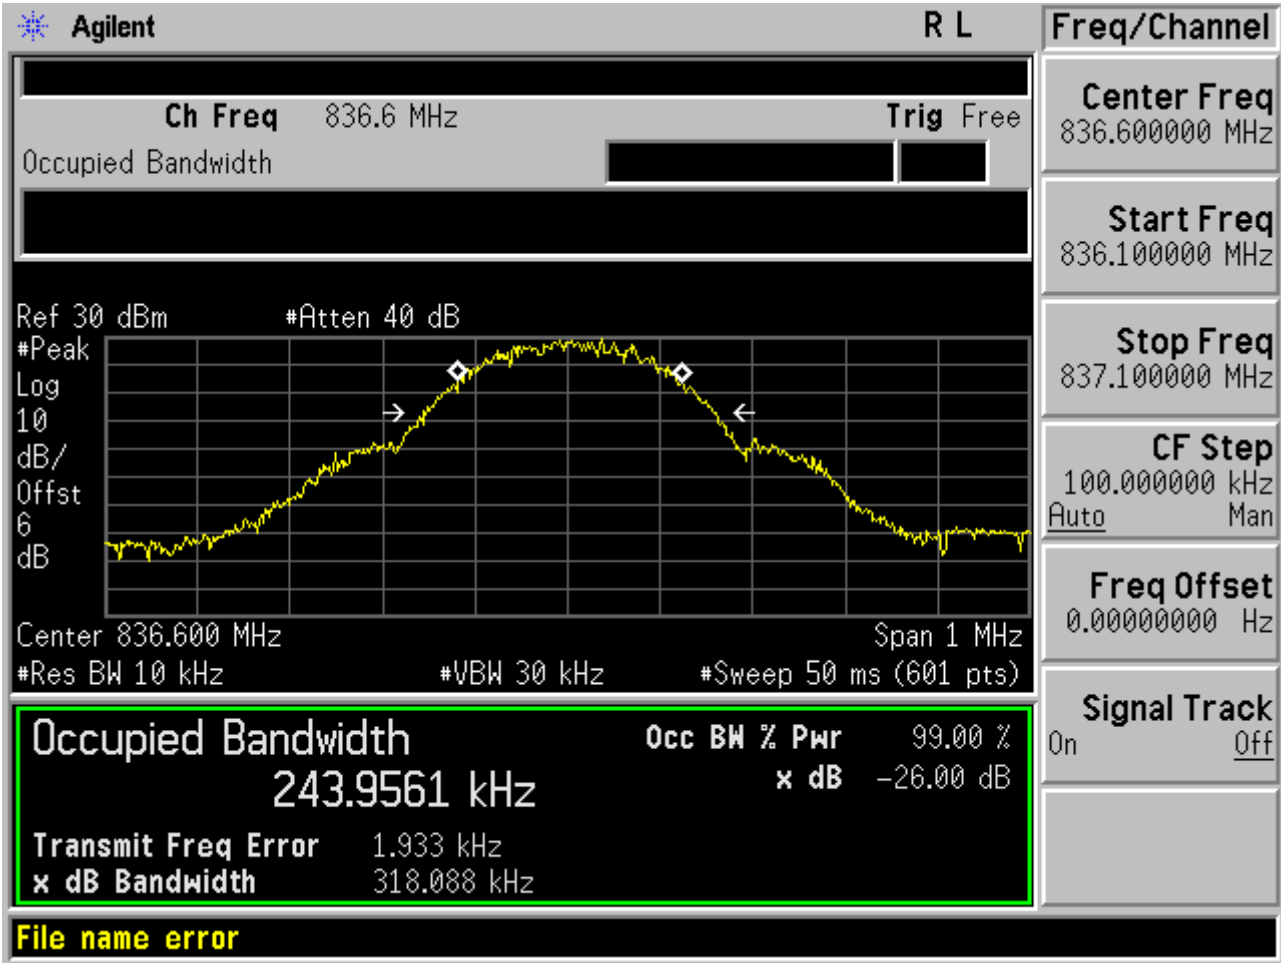 Agilent
R L
Freq/Channel
Ch Freq 836.6 MHz
Trig Free
Occupied Bandwidth
Center Freq
836.600000 MHz
Start Freq
836.100000 MHz
Stop Freq
837.100000 MHz
CF Step
100.000000 kHz
Auto Man
Freq Offset
0.00000000 Hz
Signal Track
On Off
Ref 30 dBm
#Atten 40 dB
#Peak
Log
10
dB/
Offst
6
dB
Center 836.600 MHz
Span 1 MHz
#Res BW 10 kHz
#VBW 30 kHz
#Sweep 50 ms (601 pts)
Occupied Bandwidth
243.9561 kHz
Occ BW % Pwr 99.00 %
x dB -26.00 dB
Transmit Freq Error 1.933 kHz
x dB Bandwidth 318.088 kHz
File name error